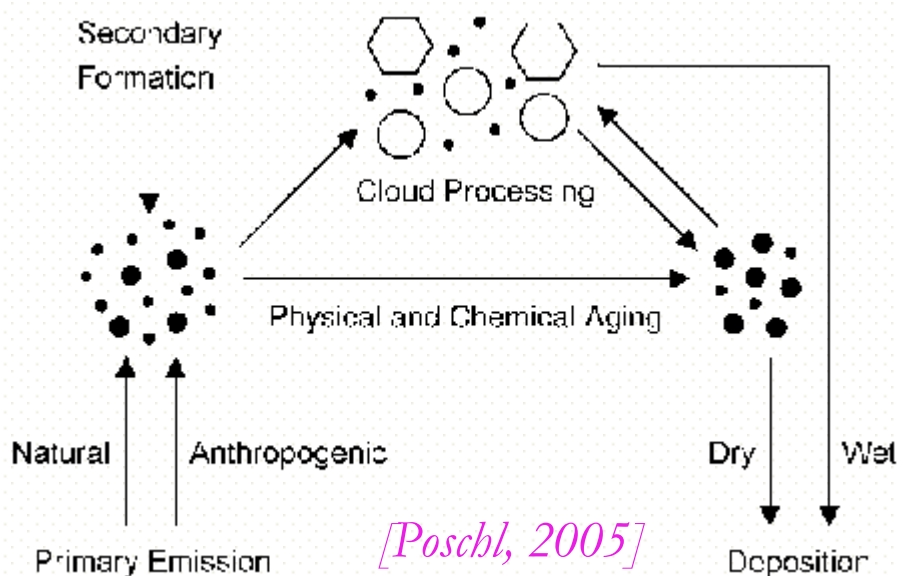 Secondary
Formation
Cloud Processing
Physical and Chemical Aging
Natural
Anthropogenic
Dry
Wet
Primary Emission
[Poschl, 2005]
Deposition